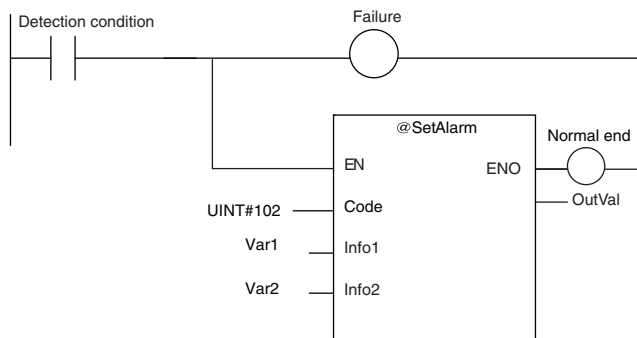 Detection condition
Failure
@SetAlarm
Normal end
EN
ENO
UINT#102
Code
OutVal
Var1
Info1
Var2
Info2